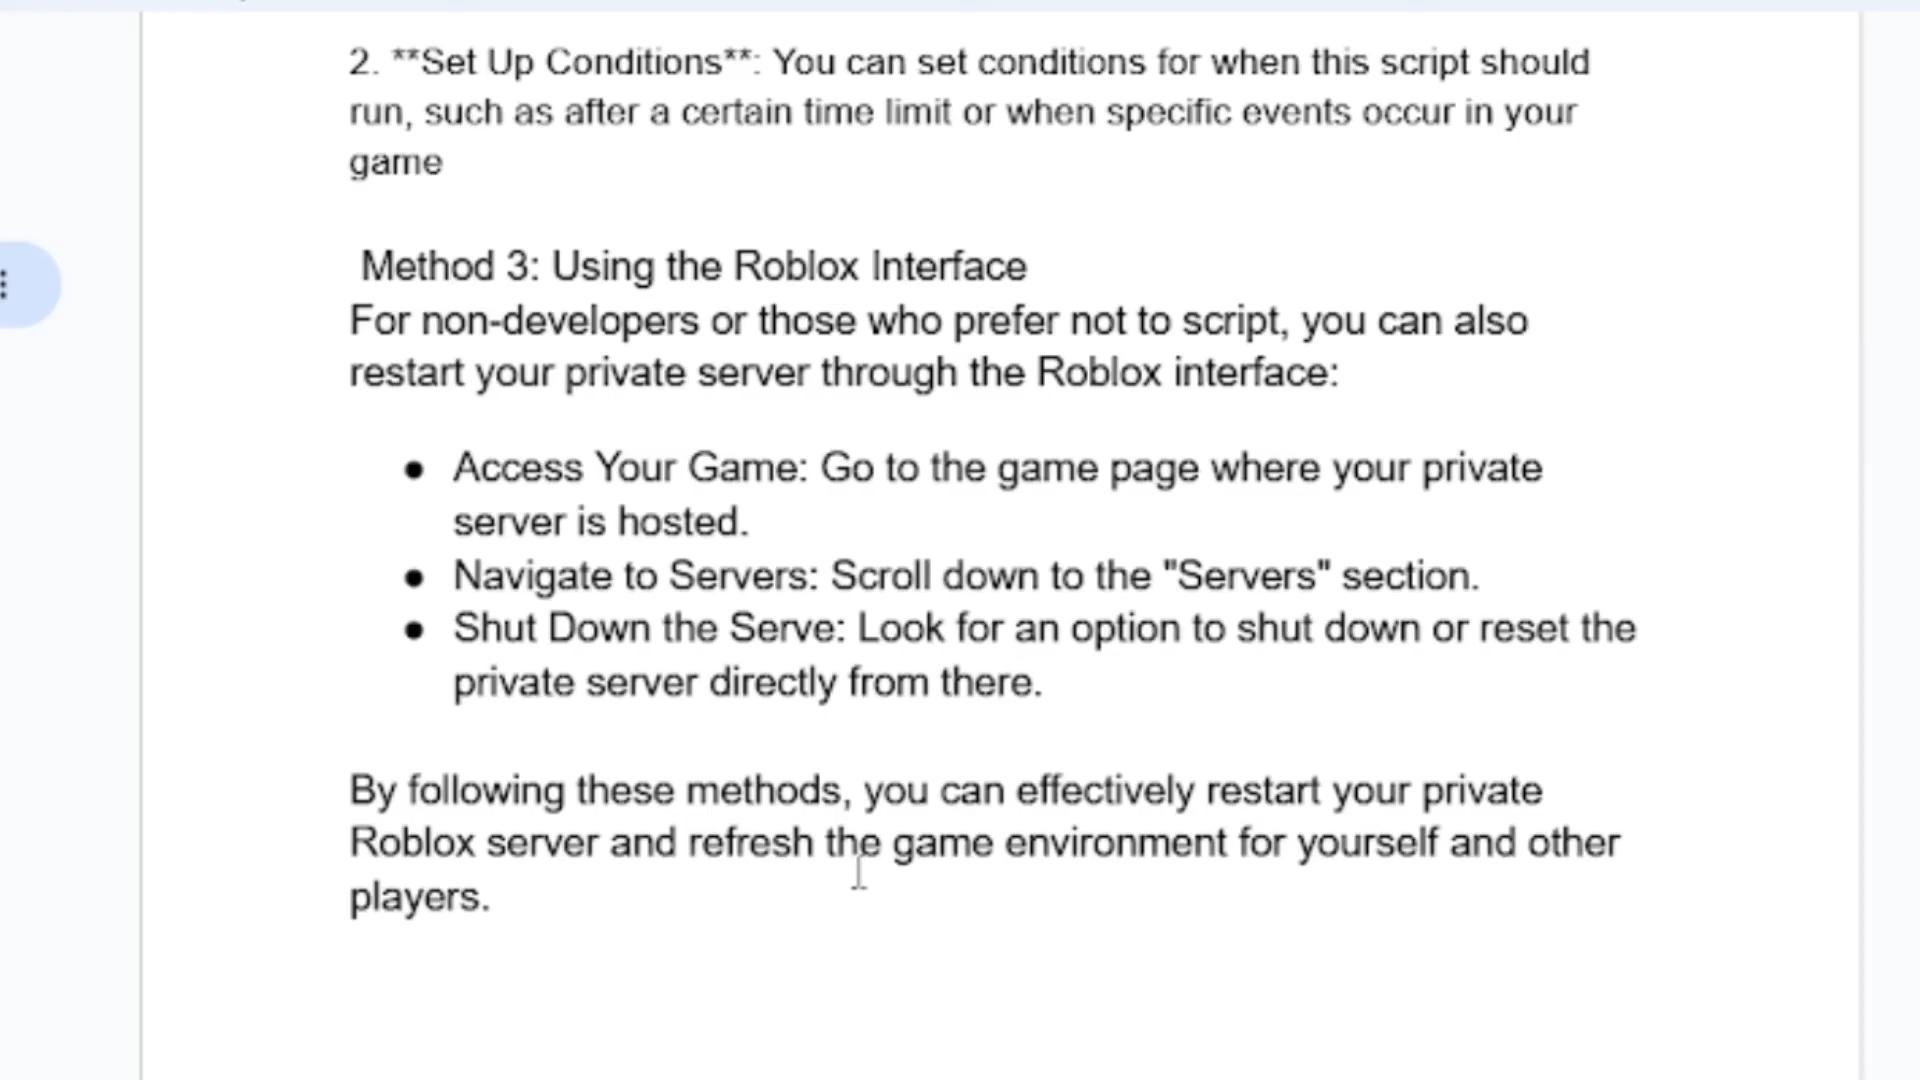 2. **Set Up Conditions**: You can set conditions for when this script should
run, such as after a certain time limit or when specific events occur in your
game
Method 3: Using the Roblox Interface
For non-developers or those who prefer not to script, you can also
restart your private server through the Roblox interface:
● Access Your Game: Go to the game page where your private
server is hosted.
● Navigate to Servers: Scroll down to the "Servers" section.
● Shut Down the Serve: Look for an option to shut down or reset the
private server directly from there.
By following these methods, you can effectively restart your private
Roblox server and refresh the game environment for yourself and other
players.